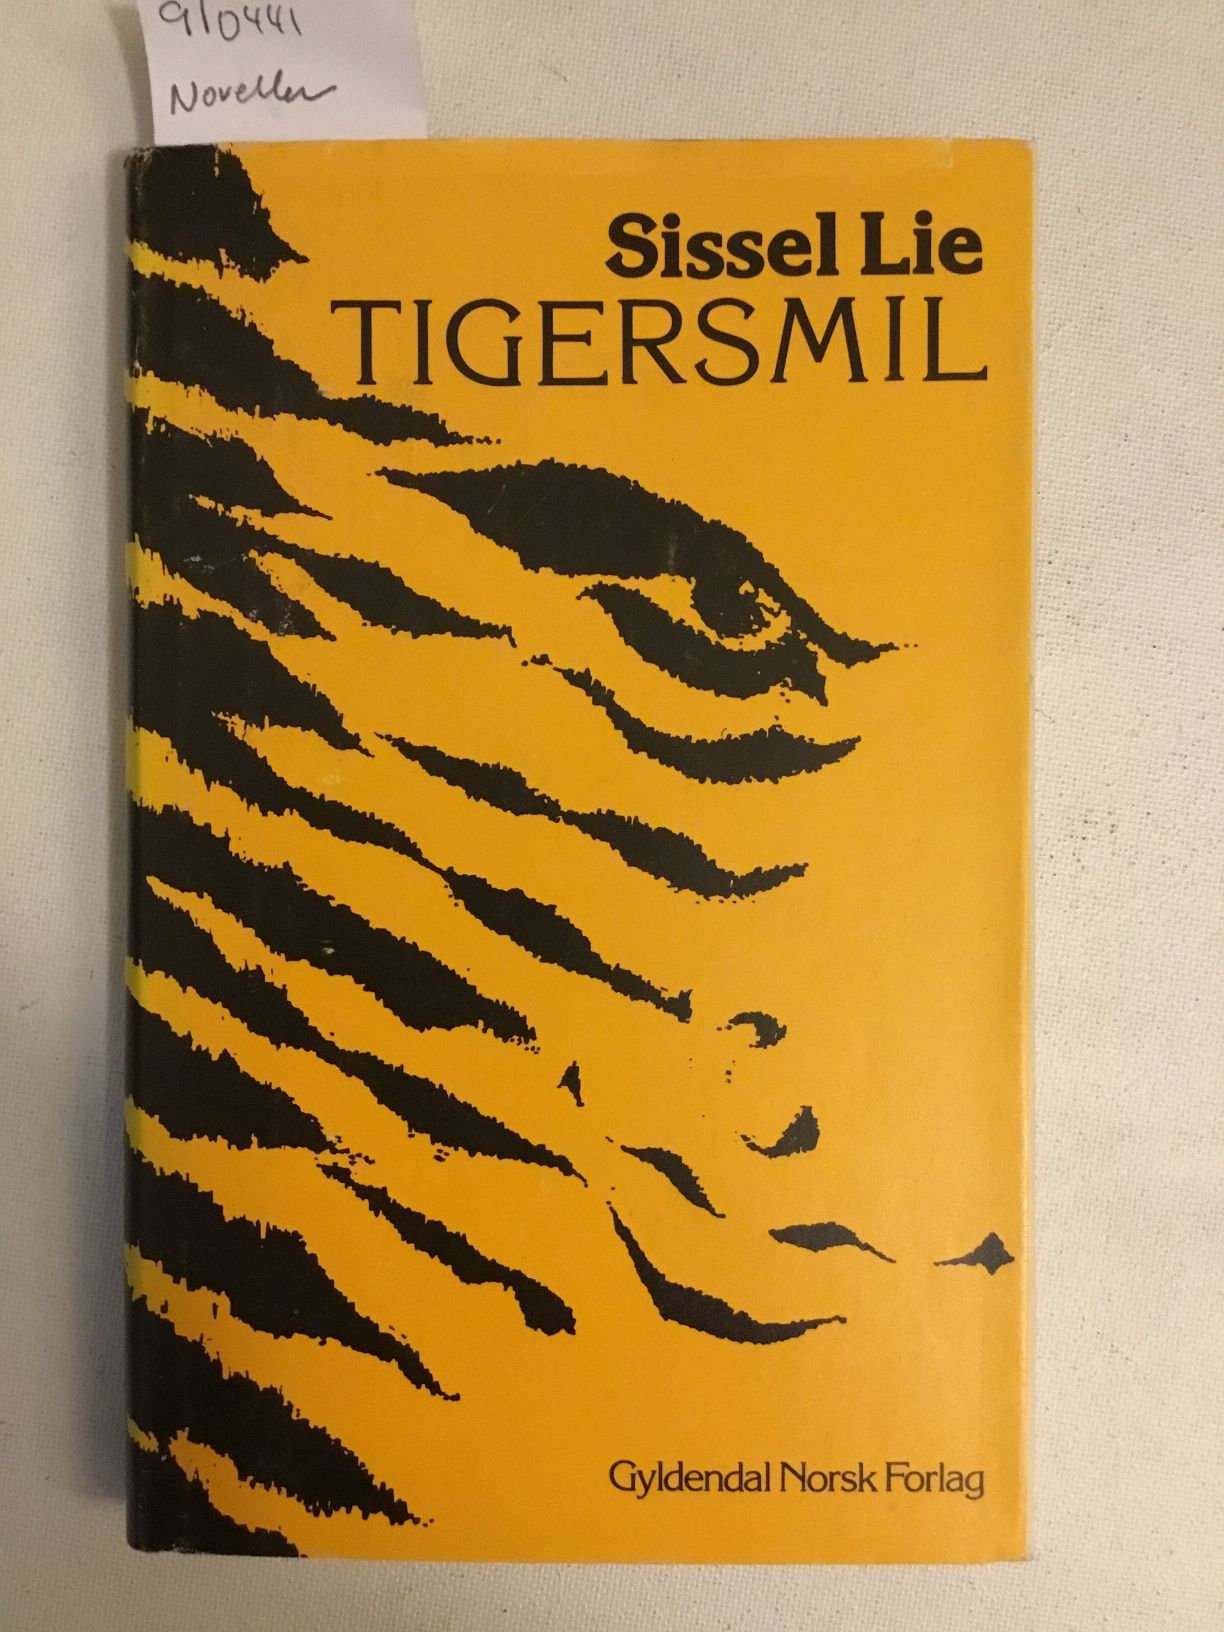 9/0441
Noveller
Sissel Lie
TIGERSMIL
Gyldendal Norsk Forlag